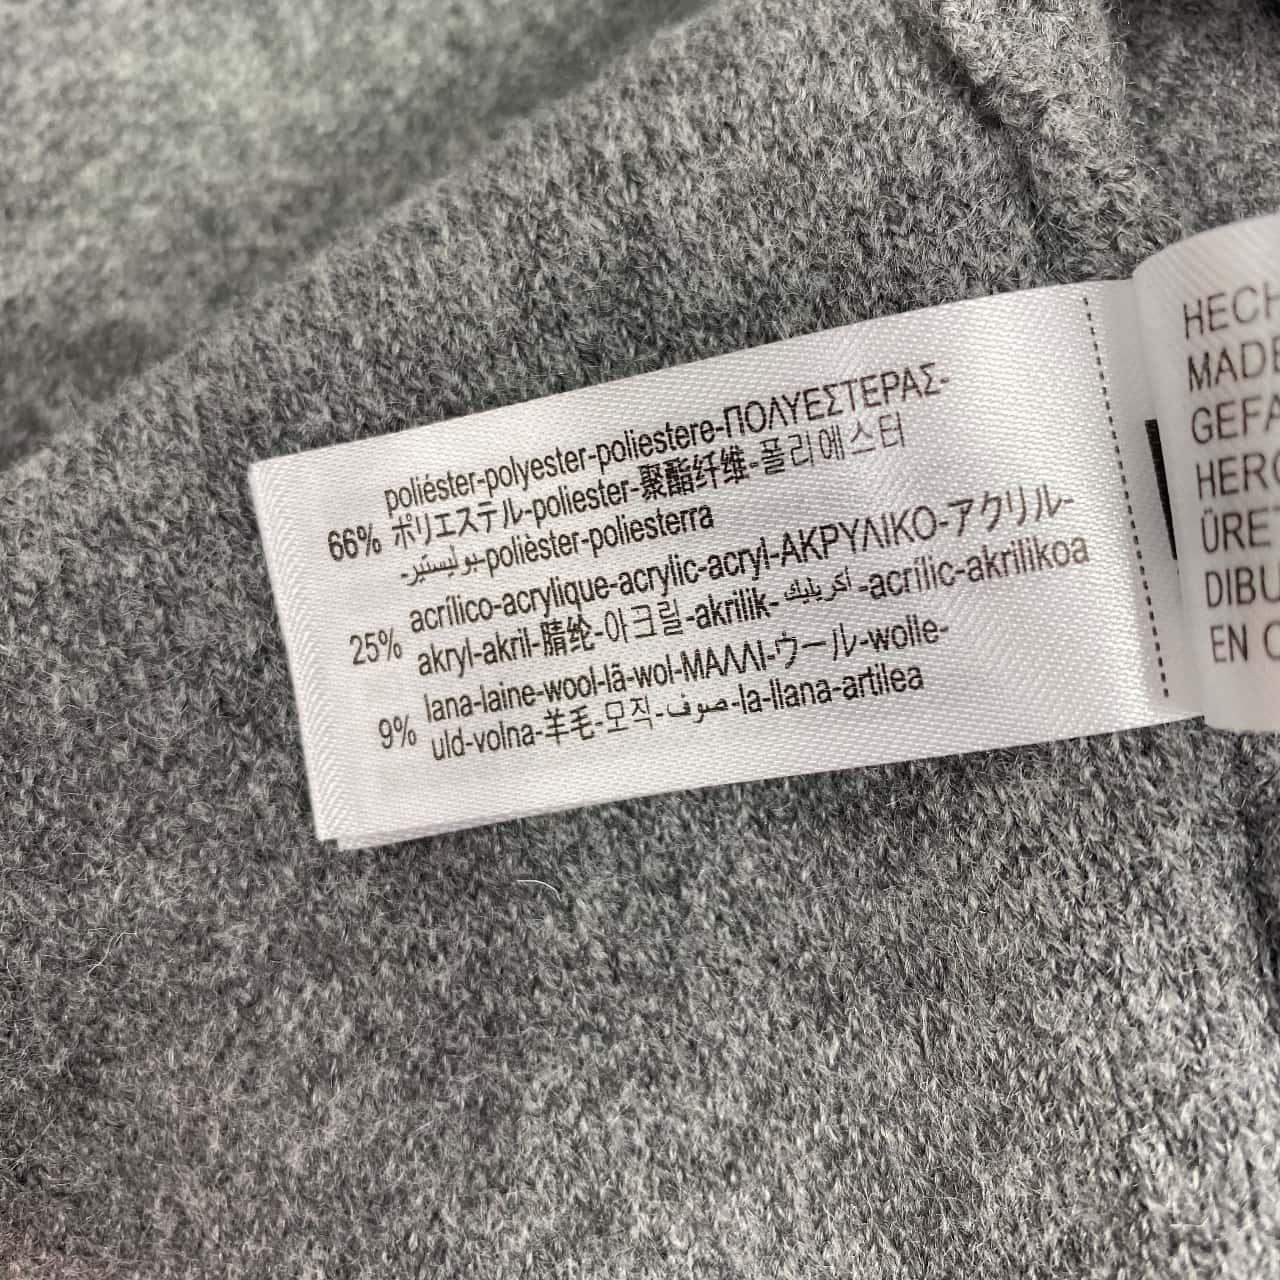 poliéster-polyester-poliestere-ΠΟΛΥΕΣΤΕΡΑΣ-
66% ポリエステル-poliester-聚酯纤维-폴리에스터
-بوليستير-polièster-poliesterra
acrílico-acrylique-acrylic-acryl-ΑΚΡΥΛΙΚΟ-アクリル-
25% akryl-akril-腈纶-아크릴-akrilik-أكريليك-acrílic-akrilikoa
lana-laine-wool-lã-wol-ΜΑΛΛΙ-ウール-wolle-
9% uld-volna-羊毛-모직-صوف-la-llana-artilea
HECH
MADE
GEFA
HERG
ÜRET
DIBU
EN C